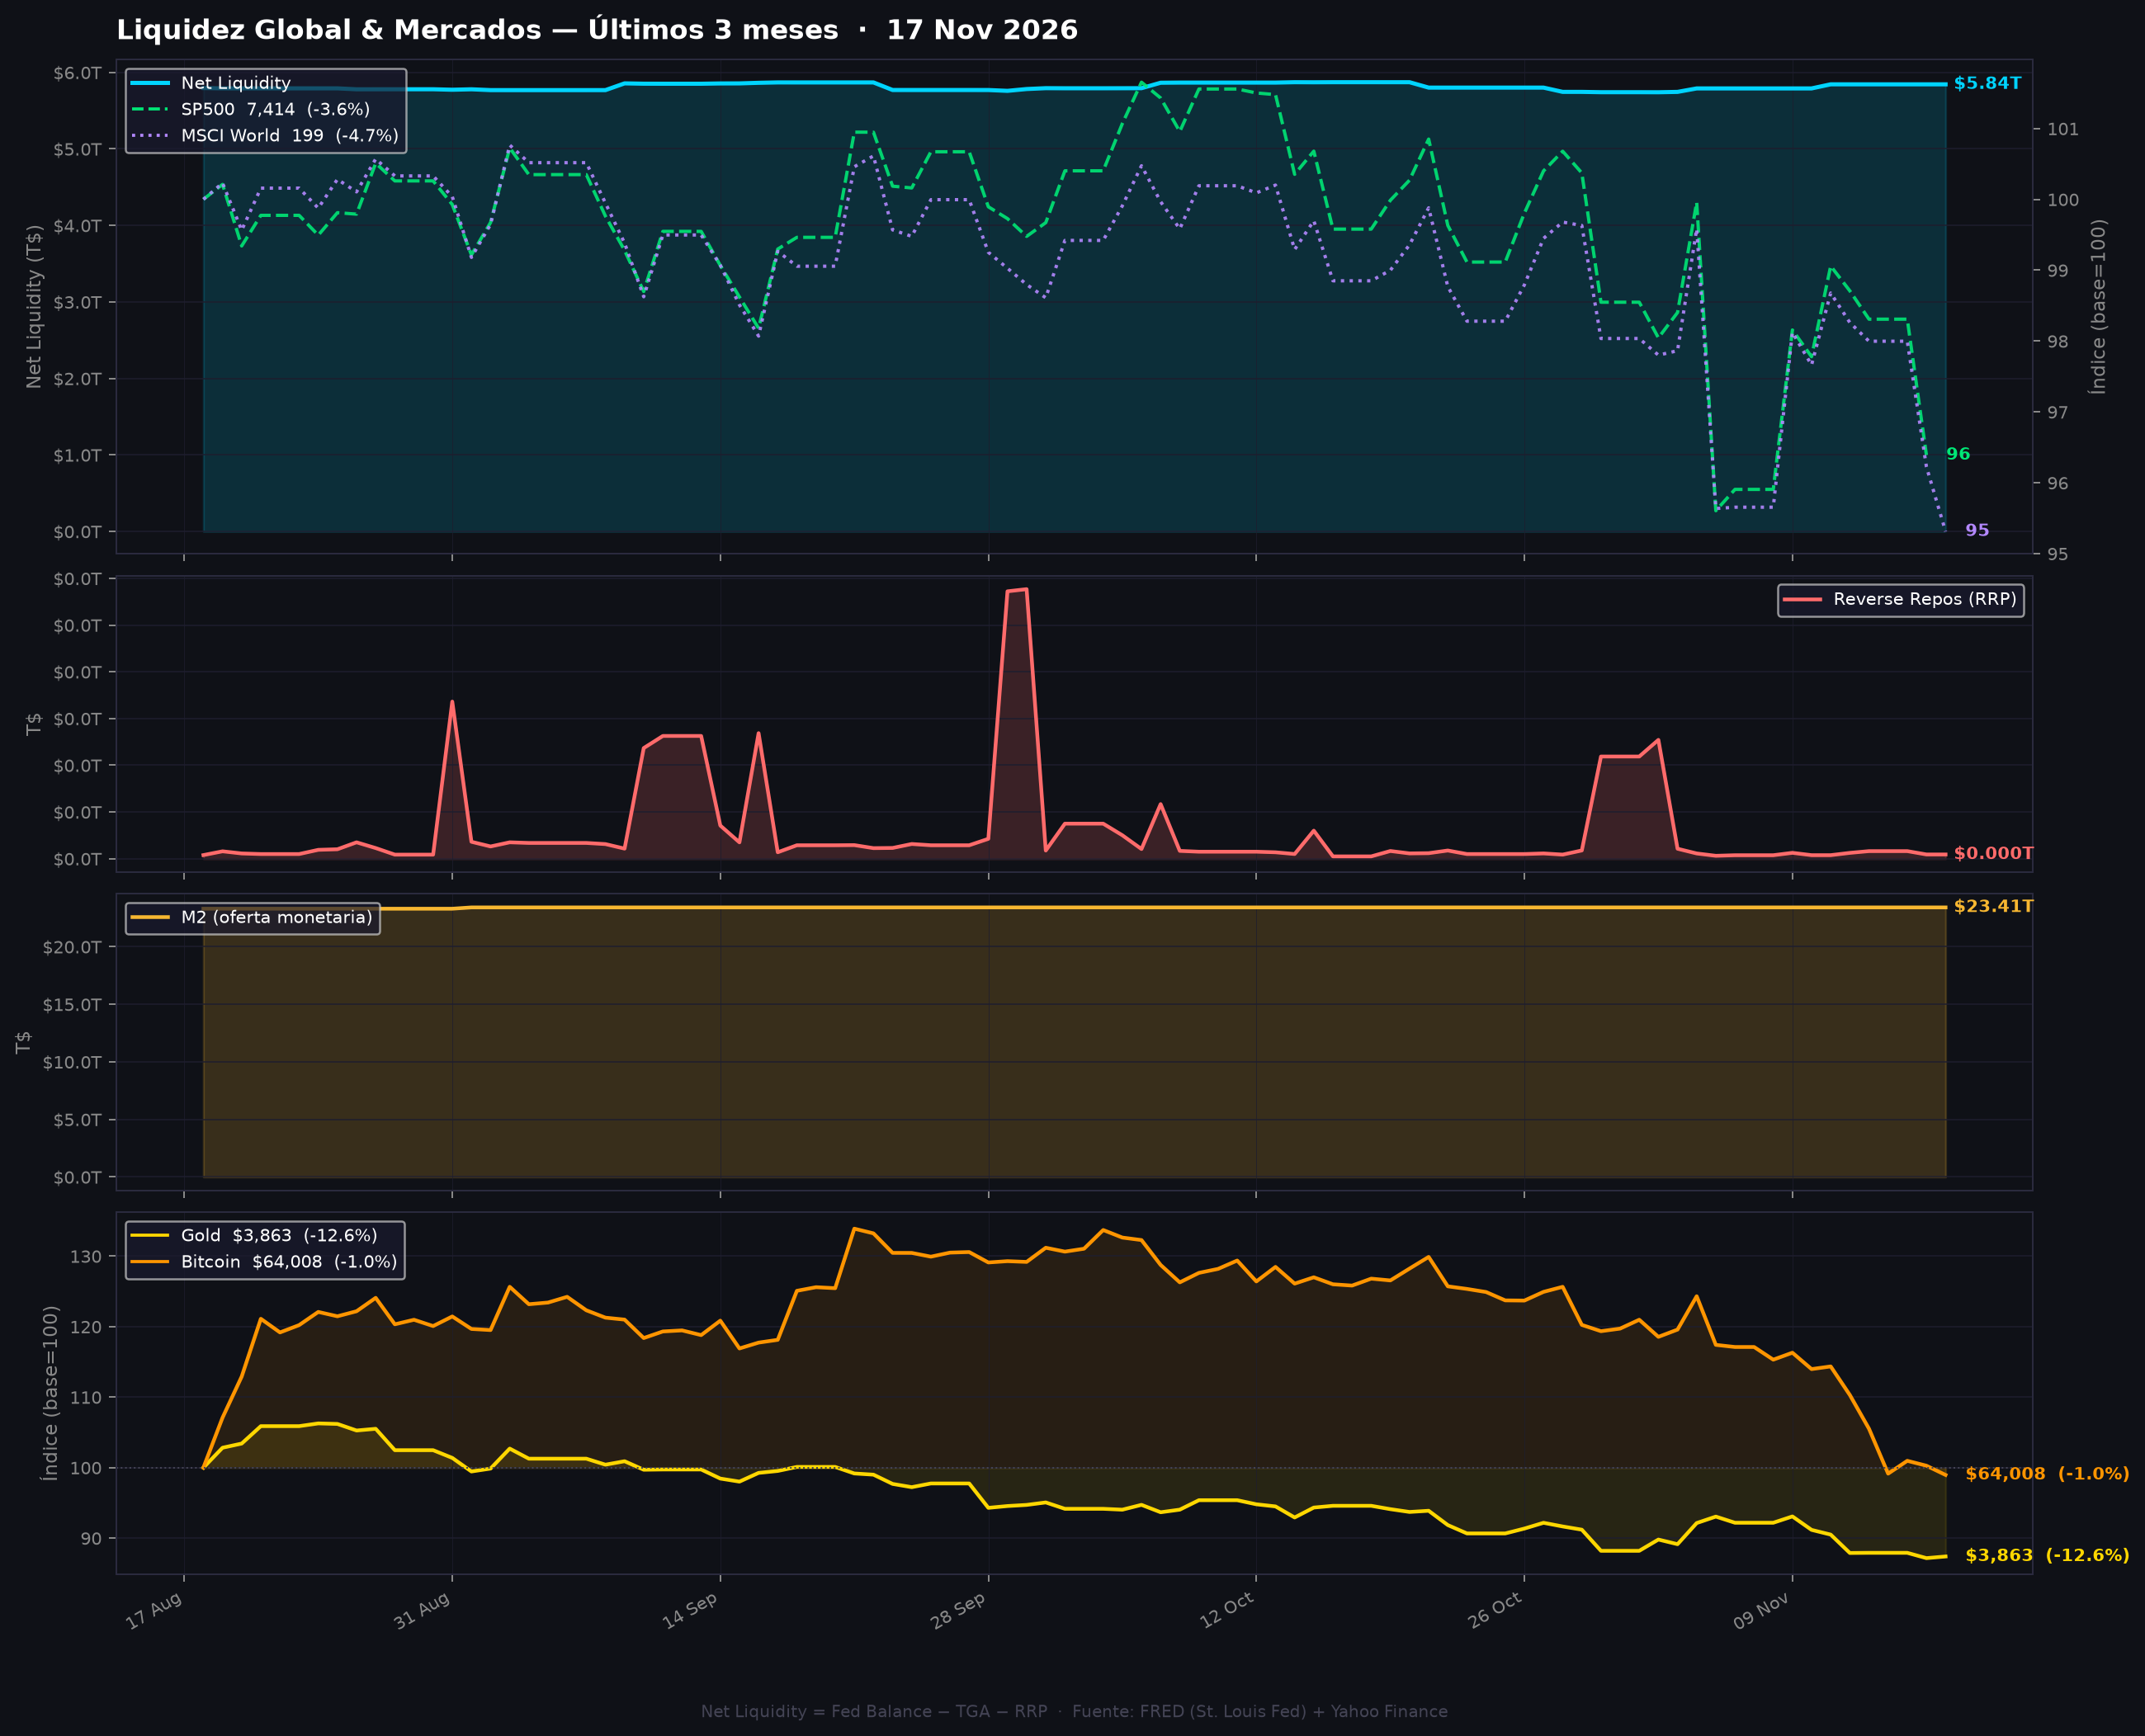 Liquidez Global & Mercados — Últimos 3 meses · 17 Nov 2026
Net Liquidity
SP500 7,414 (-3.6%)
MSCI World 199 (-4.7%)
$6.0T
$5.0T
$4.0T
$3.0T
$2.0T
$1.0T
$0.0T
Net Liquidity (T$)
$5.84T
96
95
101
100
99
98
97
96
95
Índice (base=100)
Reverse Repos (RRP)
$0.0T
$0.0T
$0.0T
$0.0T
$0.0T
$0.0T
$0.0T
T$
$0.000T
M2 (oferta monetaria)
$20.0T
$15.0T
$10.0T
$5.0T
$0.0T
T$
$23.41T
Gold $3,863 (-12.6%)
Bitcoin $64,008 (-1.0%)
130
120
110
100
90
Índice (base=100)
$64,008 (-1.0%)
$3,863 (-12.6%)
17 Aug
31 Aug
14 Sep
28 Sep
12 Oct
26 Oct
09 Nov
Net Liquidity = Fed Balance − TGA − RRP · Fuente: FRED (St. Louis Fed) + Yahoo Finance